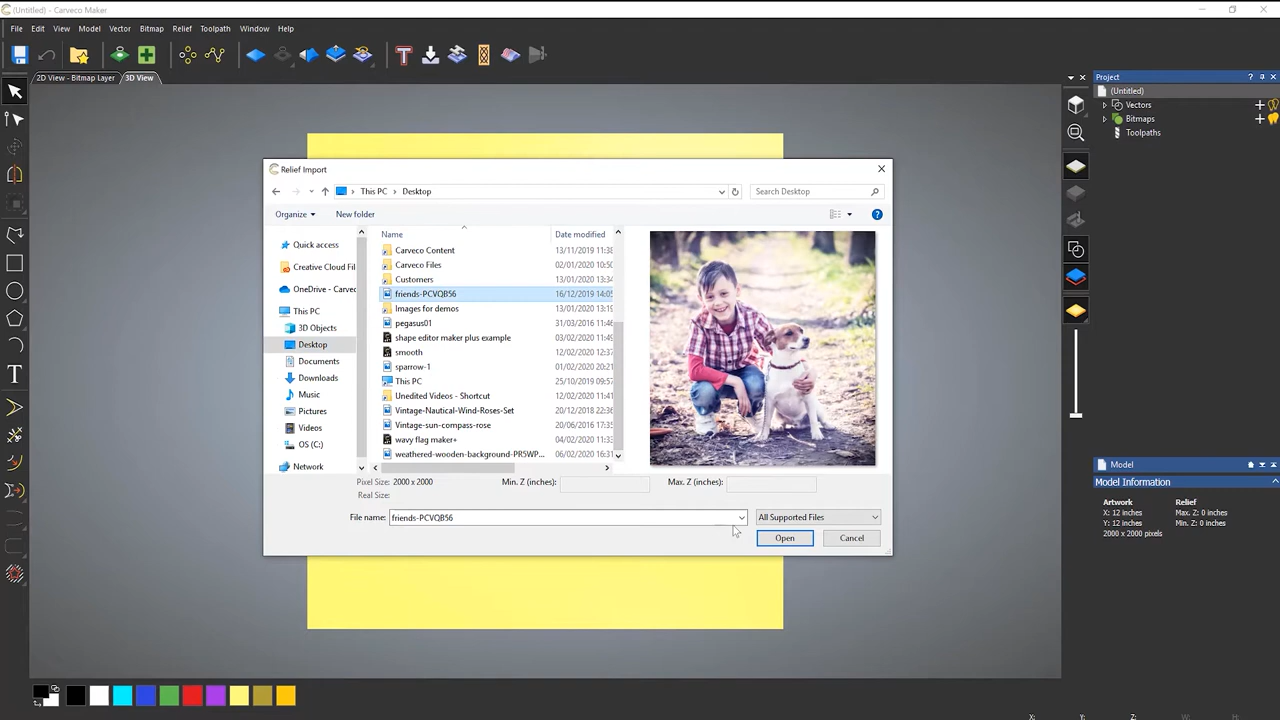 (Untitled) - Carveco Maker
File Edit View Model Vector Bitmap Relief Toolpath Window Help
2D View - Bitmap Layer 3D View
Project
(Untitled)
Vectors
Bitmaps
Toolpaths
Relief Import
This PC > Desktop
Search Desktop
Organize New folder
Name Date modified
Quick access
Creative Cloud Fil
OneDrive - Carvec
This PC
3D Objects
Desktop
Documents
Downloads
Music
Pictures
Videos
OS (C:)
Network
Carveco Content 13/11/2019 11:38
Carveco Files 02/01/2020 10:50
Customers 13/01/2020 13:34
friends-PCVQB56 16/12/2019 14:05
Images for demos 13/01/2020 13:19
pegasus01 31/03/2016 11:46
shape editor maker plus example 03/02/2020 11:49
smooth 12/02/2020 12:37
sparrow-1 01/02/2020 20:21
This PC 25/10/2019 09:57
Unedited Videos - Shortcut 12/02/2020 11:41
Vintage-Nautical-Wind-Roses-Set 20/12/2018 22:36
Vintage-sun-compass-rose 20/06/2016 17:35
wavy flag maker+ 04/02/2020 11:33
weathered-wooden-background-PR5WP... 06/02/2020 16:31
Pixel Size: 2000 x 2000 Min. Z (inches): Max. Z (inches):
Real Size:
File name: friends-PCVQB56 All Supported Files
Open Cancel
Model
Model Information
Artwork Relief
X: 12 inches Max. Z: 0 inches
Y: 12 inches Min. Z: 0 inches
2000 x 2000 pixels
X: Y: Z: W: H: